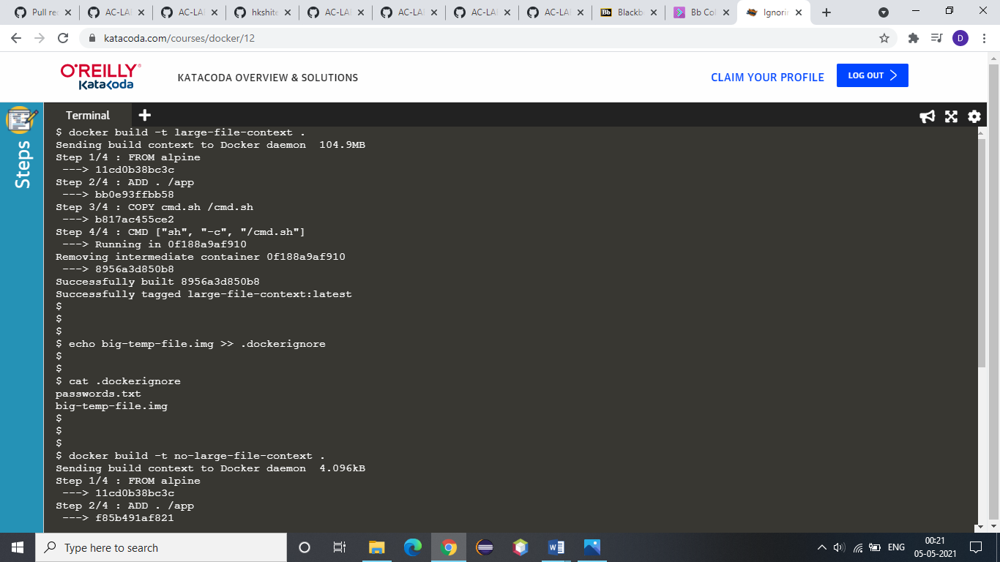 Pull re
AC-LA
AC-LA
hkshite
AC-LA
AC-LA
AC-LA
AC-LA
Bb Blackb
Bb Col
Ignorin
katacoda.com/courses/docker/12
D
O'REILLY
Katacoda
KATACODA OVERVIEW & SOLUTIONS
CLAIM YOUR PROFILE
LOG OUT
Steps
Terminal
$ docker build -t large-file-context .
Sending build context to Docker daemon  104.9MB
Step 1/4 : FROM alpine
 ---> 11cd0b38bc3c
Step 2/4 : ADD . /app
 ---> bb0e93ffbb58
Step 3/4 : COPY cmd.sh /cmd.sh
 ---> b817ac455ce2
Step 4/4 : CMD ["sh", "-c", "/cmd.sh"]
 ---> Running in 0f188a9af910
Removing intermediate container 0f188a9af910
 ---> 8956a3d850b8
Successfully built 8956a3d850b8
Successfully tagged large-file-context:latest
$
$
$
$ echo big-temp-file.img >> .dockerignore
$
$
$ cat .dockerignore
passwords.txt
big-temp-file.img
$
$
$
$ docker build -t no-large-file-context .
Sending build context to Docker daemon  4.096kB
Step 1/4 : FROM alpine
 ---> 11cd0b38bc3c
Step 2/4 : ADD . /app
 ---> f85b491af821
Type here to search
ENG
00:21
05-05-2021